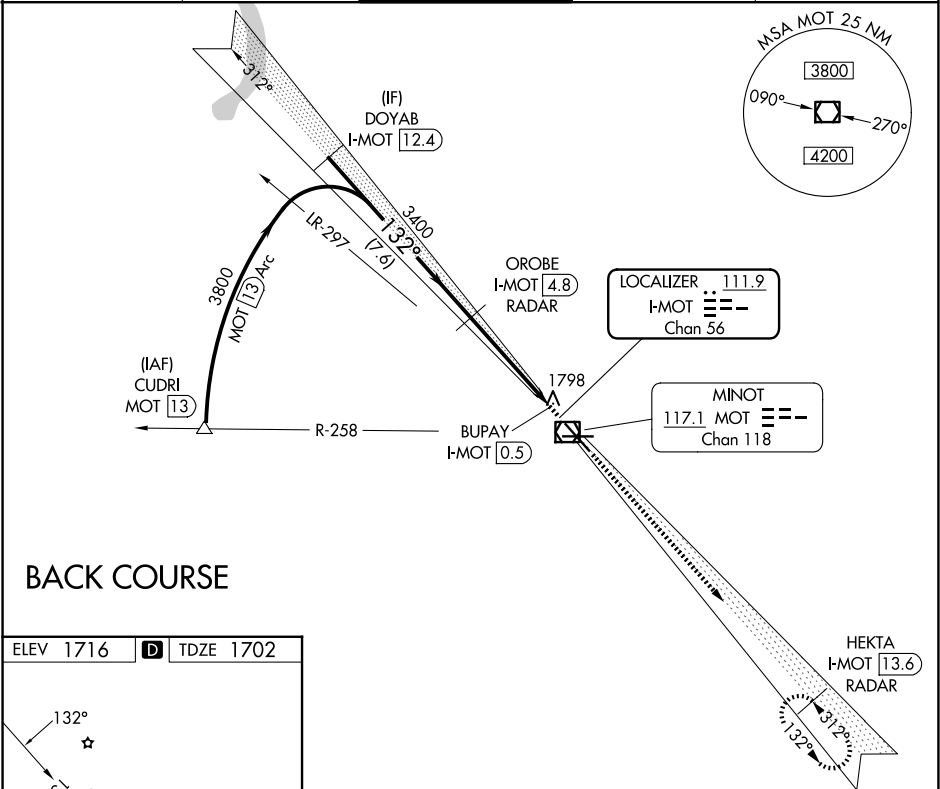 MSA MOT 25 NM
3800
090°
270°
4200
312°
(IF)
DOYAB
I-MOT 12.4
LR-297
3400
132°
(7.6)
3800
MOT 13 Arc
OROBE
I-MOT 4.8
RADAR
LOCALIZER 111.9
I-MOT
Chan 56
(IAF)
CUDRI
MOT 13
1798
MINOT
117.1 MOT
Chan 118
R-258
BUPAY
I-MOT 0.5
BACK COURSE
HEKTA
I-MOT 13.6
RADAR
312°
132°
ELEV 1716 D TDZE 1702
132°